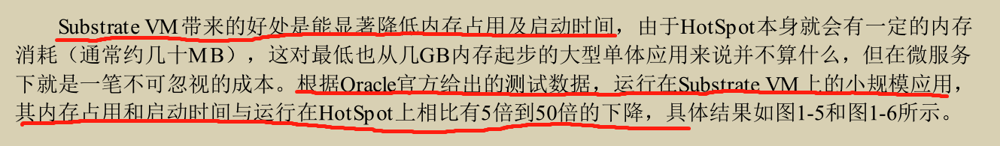 Substrate VM带来的好处是能显著降低内存占用及启动时间，由于HotSpot本身就会有一定的内存
消耗（通常约几十MB），这对最低也从几GB内存起步的大型单体应用来说并不算什么，但在微服务
下就是一笔不可忽视的成本。根据Oracle官方给出的测试数据，运行在Substrate VM上的小规模应用，
其内存占用和启动时间与运行在HotSpot上相比有5倍到50倍的下降，具体结果如图1-5和图1-6所示。